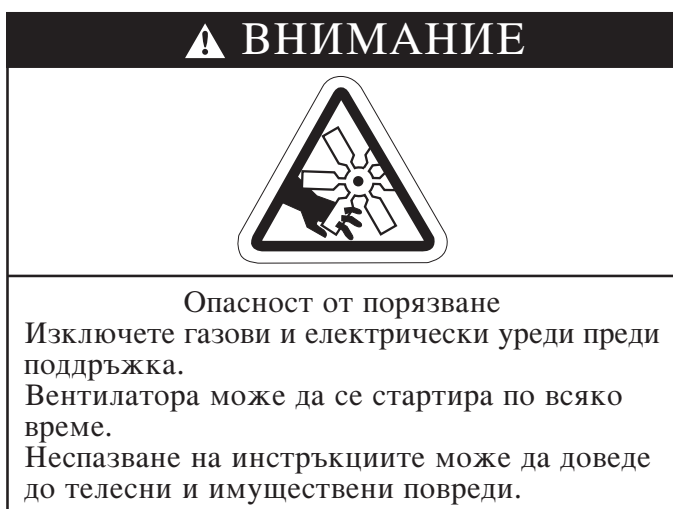 ВНИМАНИЕ
Опасност от порязване
Изключете газови и електрически уреди преди
поддръжка.
Вентилатора може да се стартира по всяко
време.
Неспазване на инстръкциите може да доведе
до телесни и имуществени повреди.